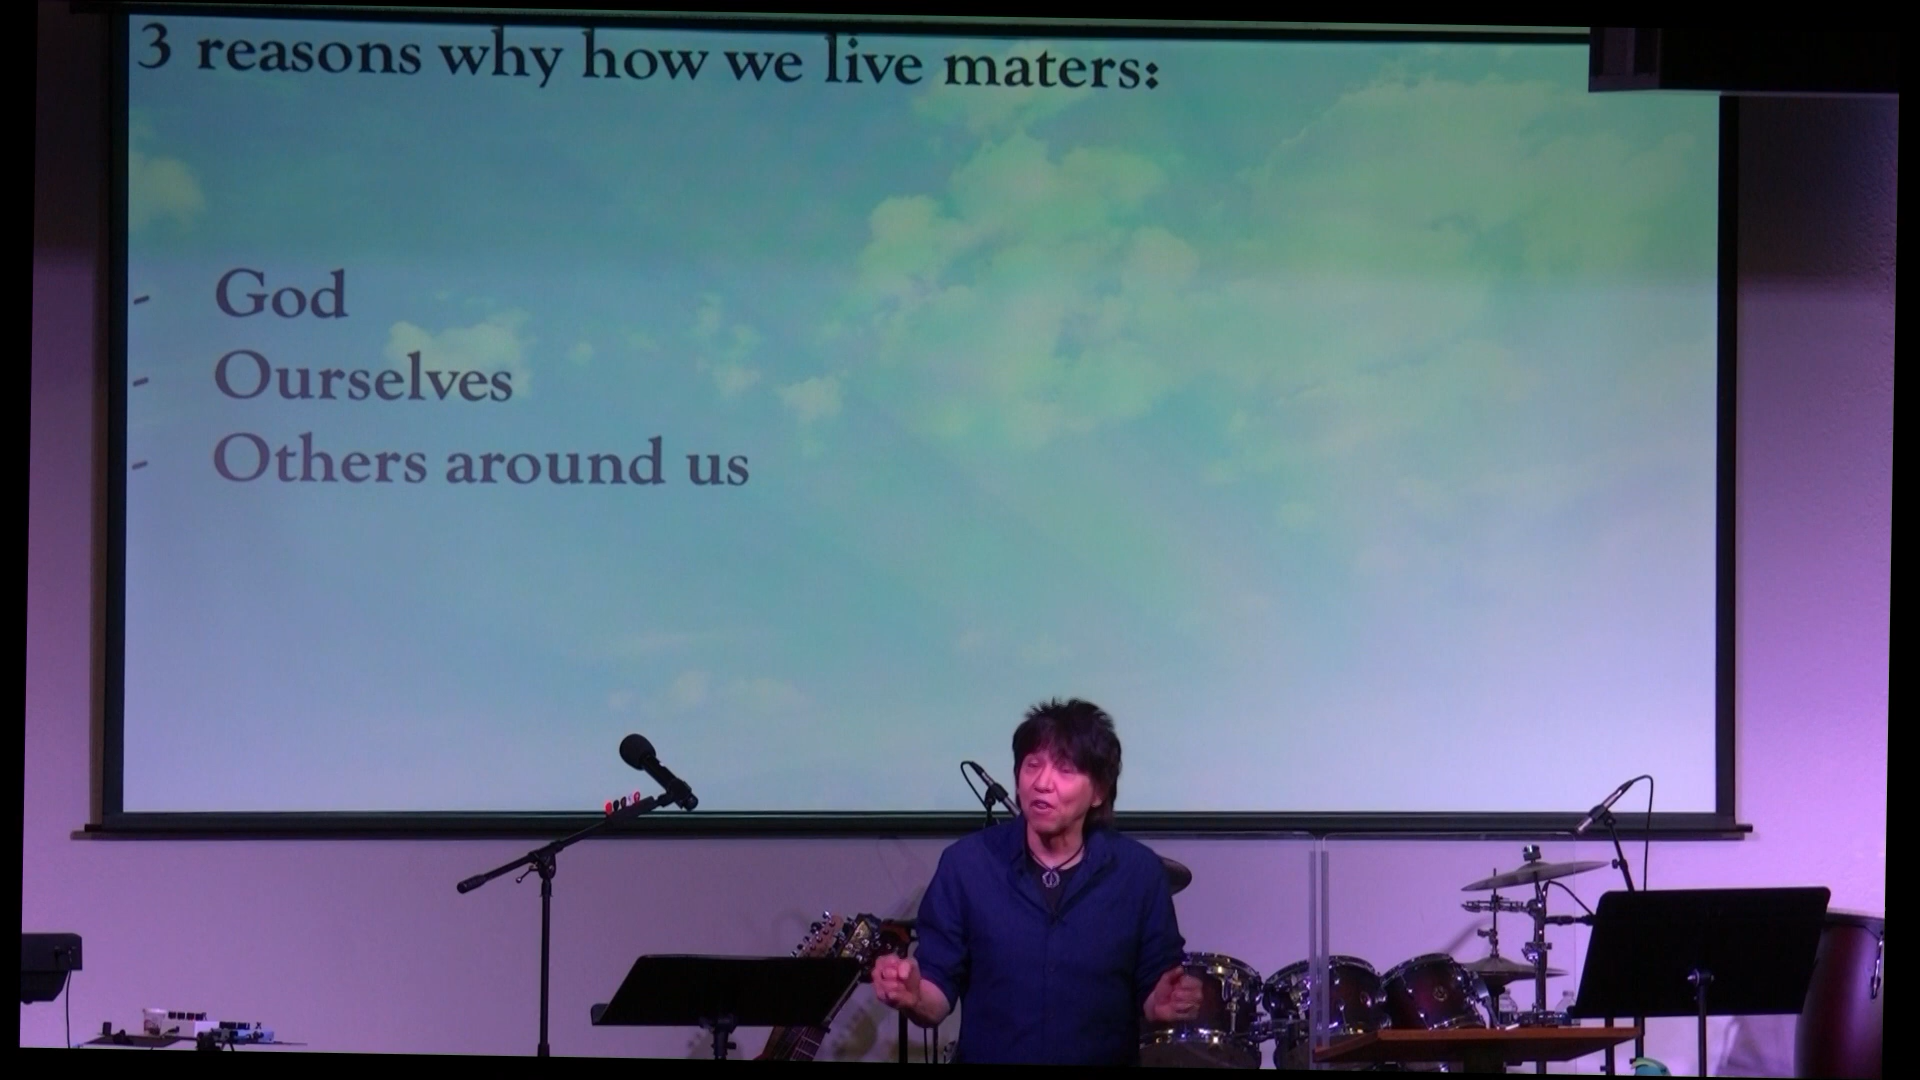 3 reasons why how we live maters:
- God
- Ourselves
- Others around us